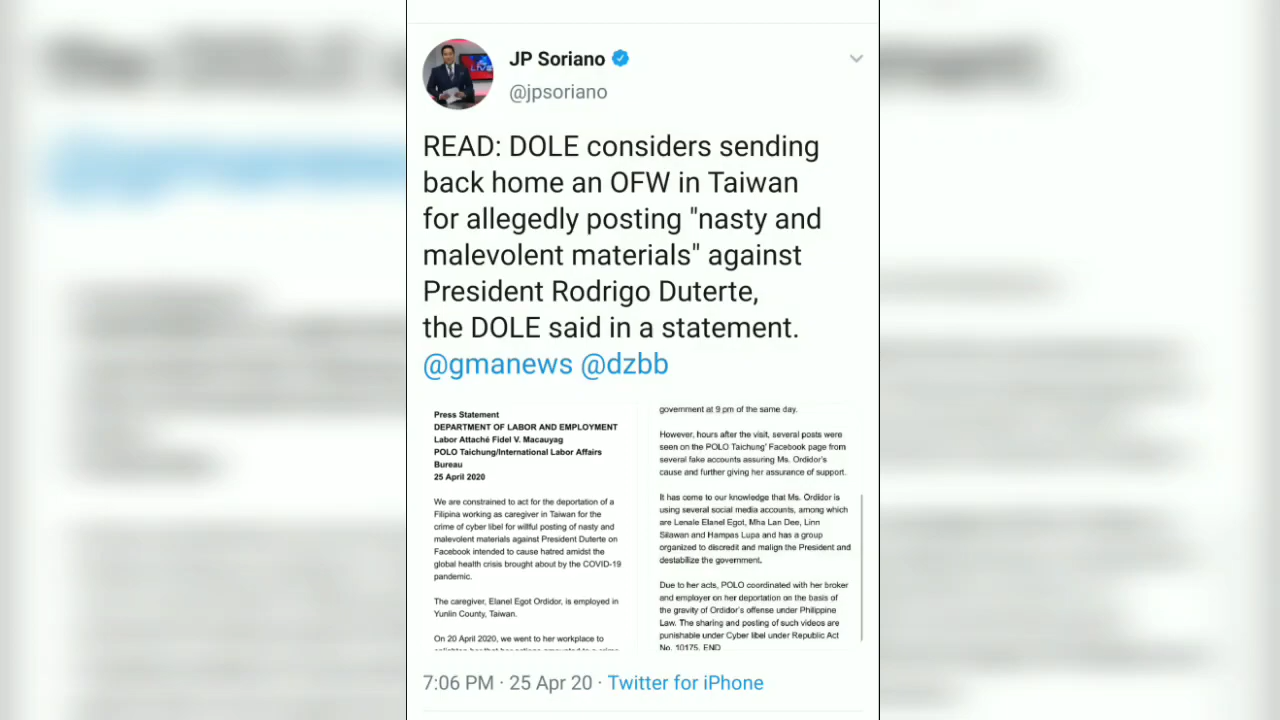 JP Soriano
@jpsoriano
READ: DOLE considers sending
back home an OFW in Taiwan
for allegedly posting "nasty and
malevolent materials" against
President Rodrigo Duterte,
the DOLE said in a statement.
@gmanews @dzbb
Press Statement
DEPARTMENT OF LABOR AND EMPLOYMENT
Labor Attaché Fidel V. Macauyag
POLO Taichung/International Labor Affairs
Bureau
25 April 2020
We are constrained to act for the deportation of a
Filipina working as caregiver in Taiwan for the
crime of cyber libel for willful posting of nasty and
malevolent materials against President Duterte on
Facebook intended to cause hatred amidst the
global health crisis brought about by the COVID-19
pandemic.
The caregiver, Elanel Egot Ordidor, is employed in
Yunlin County, Taiwan.
On 20 April 2020, we went to her workplace to
enlighten her that her actions amounted to a crime
government at 9 pm of the same day.
However, hours after the visit, several posts were
seen on the POLO Taichung' Facebook page from
several fake accounts assuring Ms. Ordidor's
cause and further giving her assurance of support.
It has come to our knowledge that Ms. Ordidor is
using several social media accounts, among which
are Lenale Elanel Egot, Mha Lan Dee, Linn
Silawan and Hampas Lupa and has a group
organized to discredit and malign the President and
destabilize the government.
Due to her acts, POLO coordinated with her broker
and employer on her deportation on the basis of
the gravity of Ordidor's offense under Philippine
Law. The sharing and posting of such videos are
punishable under Cyber libel under Republic Act
No. 10175. END
7:06 PM · 25 Apr 20 · Twitter for iPhone